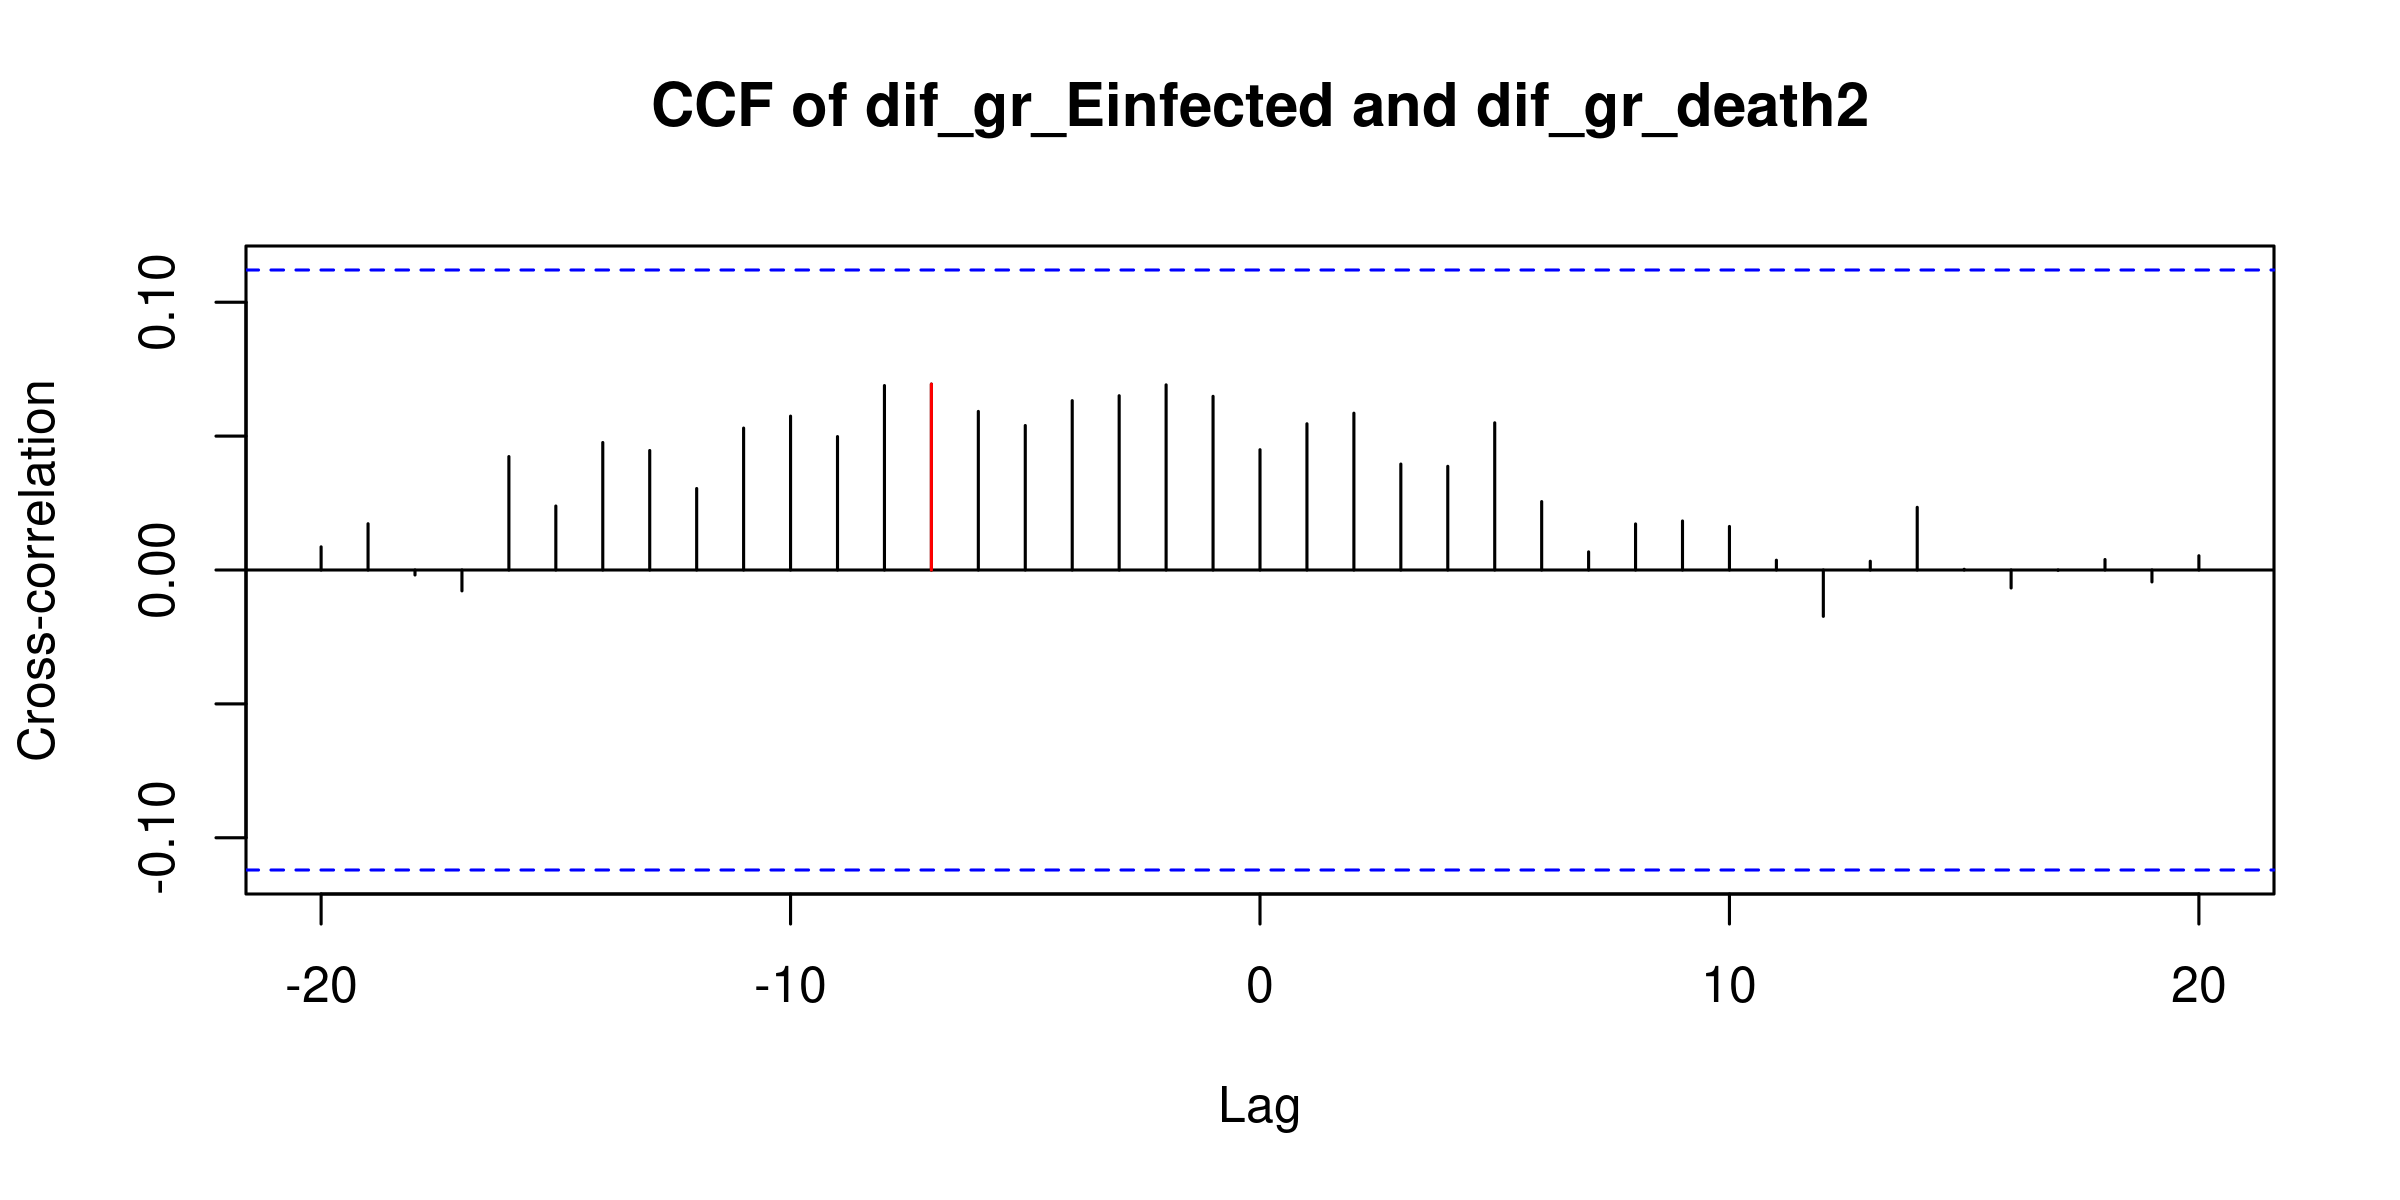 CCF of dif_gr_Einfected and dif_gr_death2
Cross-correlation
0.10
0.00
-0.10
-20 -10 0 10 20
Lag